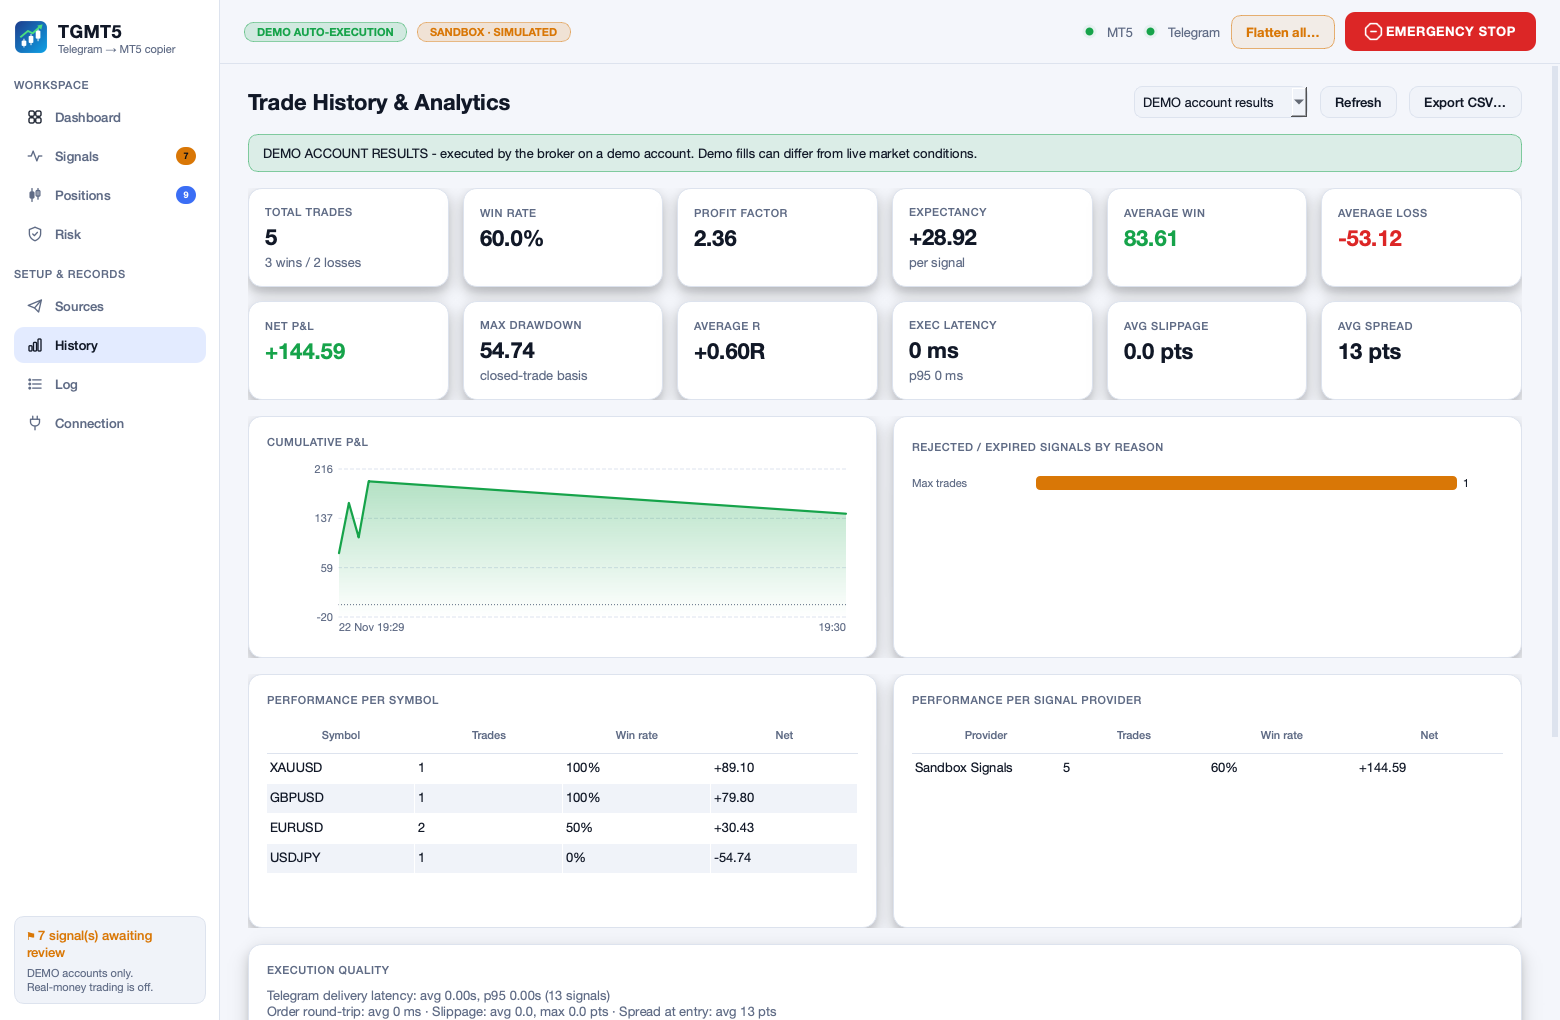 TGMT5
Telegram → MT5 copier
WORKSPACE
Dashboard
Signals 7
Positions 9
Risk
SETUP & RECORDS
Sources
History
Log
Connection
7 signal(s) awaiting
review
DEMO accounts only.
Real-money trading is off.
DEMO AUTO-EXECUTION SANDBOX · SIMULATED MT5 Telegram Flatten all... EMERGENCY STOP
Trade History & Analytics DEMO account results Refresh Export CSV...
DEMO ACCOUNT RESULTS - executed by the broker on a demo account. Demo fills can differ from live market conditions.
TOTAL TRADES
5
3 wins / 2 losses
WIN RATE
60.0%
PROFIT FACTOR
2.36
EXPECTANCY
+28.92
per signal
AVERAGE WIN
83.61
AVERAGE LOSS
-53.12
NET P&L
+144.59
MAX DRAWDOWN
54.74
closed-trade basis
AVERAGE R
+0.60R
EXEC LATENCY
0 ms
p95 0 ms
AVG SLIPPAGE
0.0 pts
AVG SPREAD
13 pts
CUMULATIVE P&L
216
137
59
-20
22 Nov 19:29 19:30
REJECTED / EXPIRED SIGNALS BY REASON
Max trades 1
PERFORMANCE PER SYMBOL
Symbol Trades Win rate Net
XAUUSD 1 100% +89.10
GBPUSD 1 100% +79.80
EURUSD 2 50% +30.43
USDJPY 1 0% -54.74
PERFORMANCE PER SIGNAL PROVIDER
Provider Trades Win rate Net
Sandbox Signals 5 60% +144.59
EXECUTION QUALITY
Telegram delivery latency: avg 0.00s, p95 0.00s (13 signals)
Order round-trip: avg 0 ms · Slippage: avg 0.0, max 0.0 pts · Spread at entry: avg 13 pts